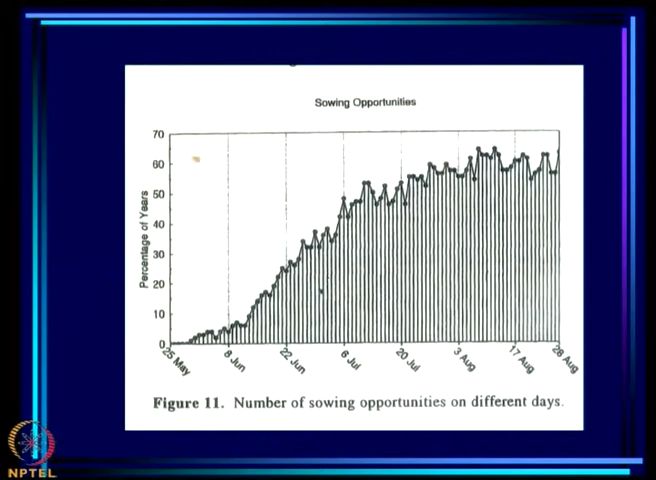 Sowing Opportunities
70
60
50
40
30
20
10
0
Percentage of Years
25 May
8 Jun
22 Jun
6 Jul
20 Jul
3 Aug
17 Aug
28 Aug
Figure 11. Number of sowing opportunities on different days.
NPTEL